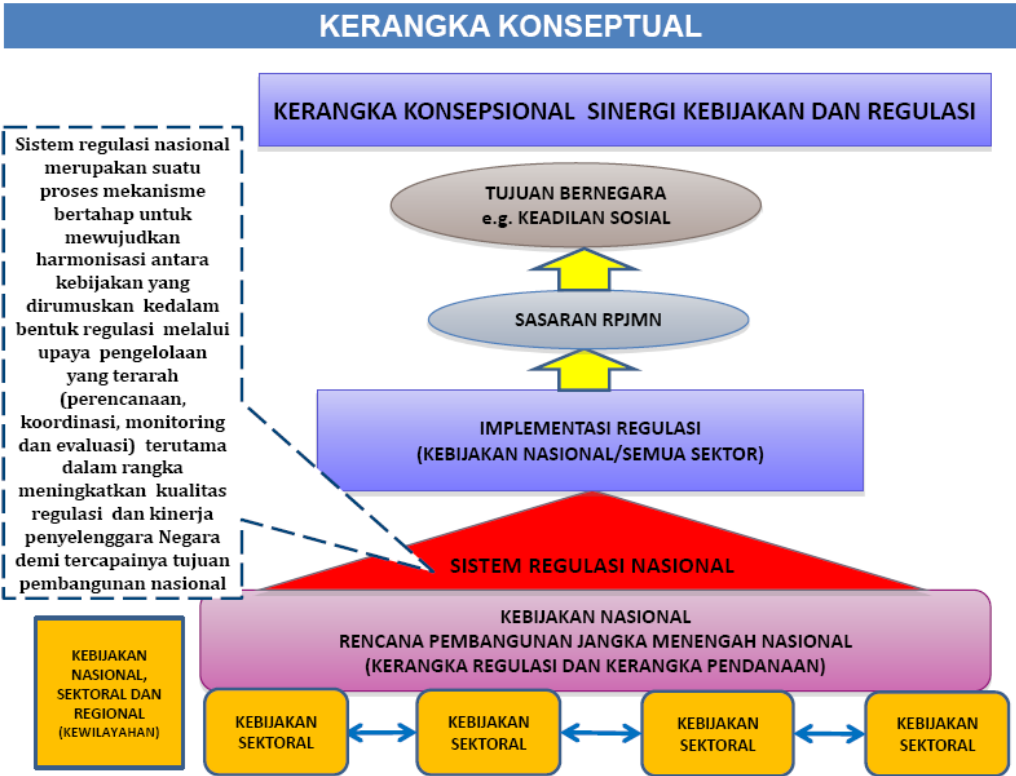 KERANGKA KONSEPTUAL
KERANGKA KONSEPSIONAL SINERGI KEBIJAKAN DAN REGULASI
Sistem regulasi nasional
merupakan suatu
proses mekanisme
bertahap untuk
mewujudkan
harmonisasi antara
kebijakan yang
dirumuskan kedalam
bentuk regulasi melalui
upaya pengelolaan
yang terarah
(perencanaan,
koordinasi, monitoring
dan evaluasi) terutama
dalam rangka
meningkatkan kualitas
regulasi dan kinerja
penyelenggara Negara
demi tercapainya tujuan
pembangunan nasional
TUJUAN BERNEGARA
e.g. KEADILAN SOSIAL
SASARAN RPJMN
IMPLEMENTASI REGULASI
(KEBIJAKAN NASIONAL/SEMUA SEKTOR)
SISTEM REGULASI NASIONAL
KEBIJAKAN NASIONAL
RENCANA PEMBANGUNAN JANGKA MENENGAH NASIONAL
(KERANGKA REGULASI DAN KERANGKA PENDANAAN)
KEBIJAKAN
NASIONAL,
SEKTORAL DAN
REGIONAL
(KEWILAYAHAN)
KEBIJAKAN
SEKTORAL
KEBIJAKAN
SEKTORAL
KEBIJAKAN
SEKTORAL
KEBIJAKAN
SEKTORAL